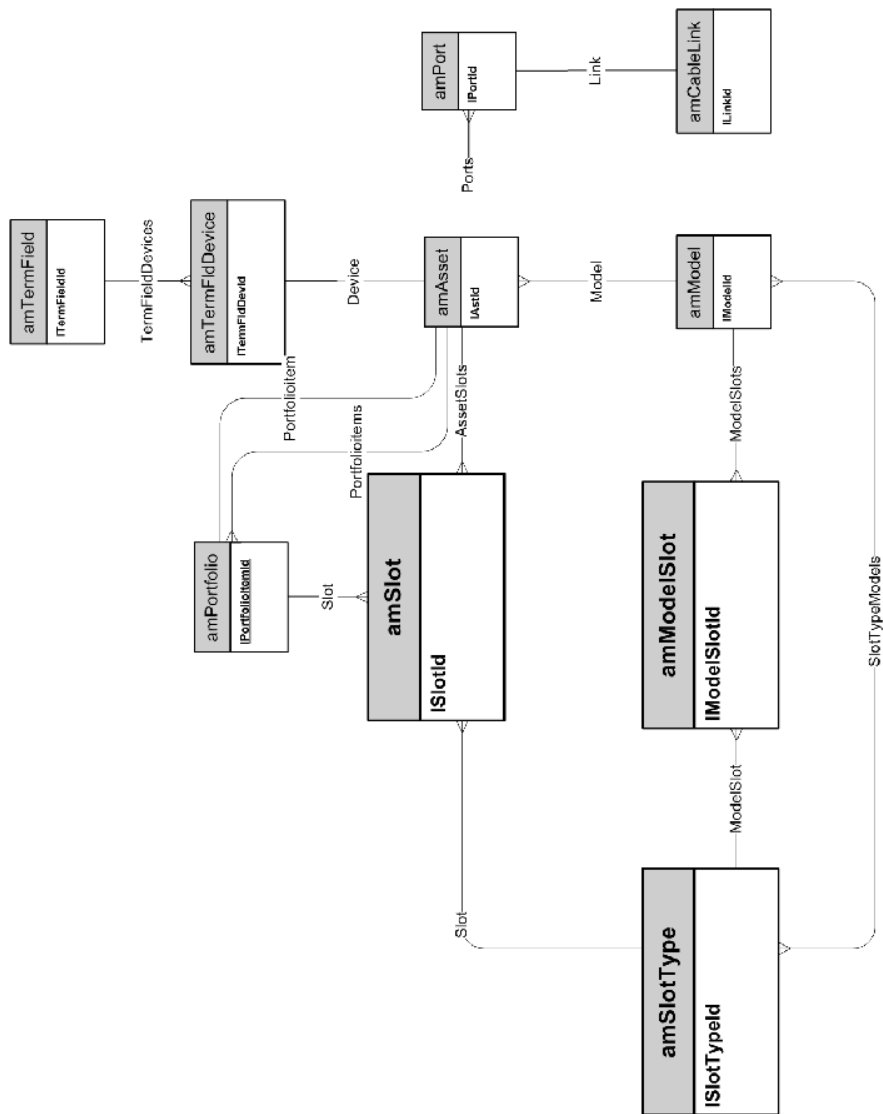 amTermField
lTermFieldId
TermFieldDevices
amPortfolio
lPortfolioItemId
amTermFldDevice
lTermFldDevId
Portfolioitem
Slot
Portfolioitems
Device
amSlot
lSlotId
Slot
AssetSlots
amAsset
lAstId
Ports
amPort
lPortId
Model
Link
amSlotType
lSlotTypeId
ModelSlot
amModelSlot
lModelSlotId
ModelSlots
amModel
lModelId
amCableLink
lLinkId
SlotTypeModels